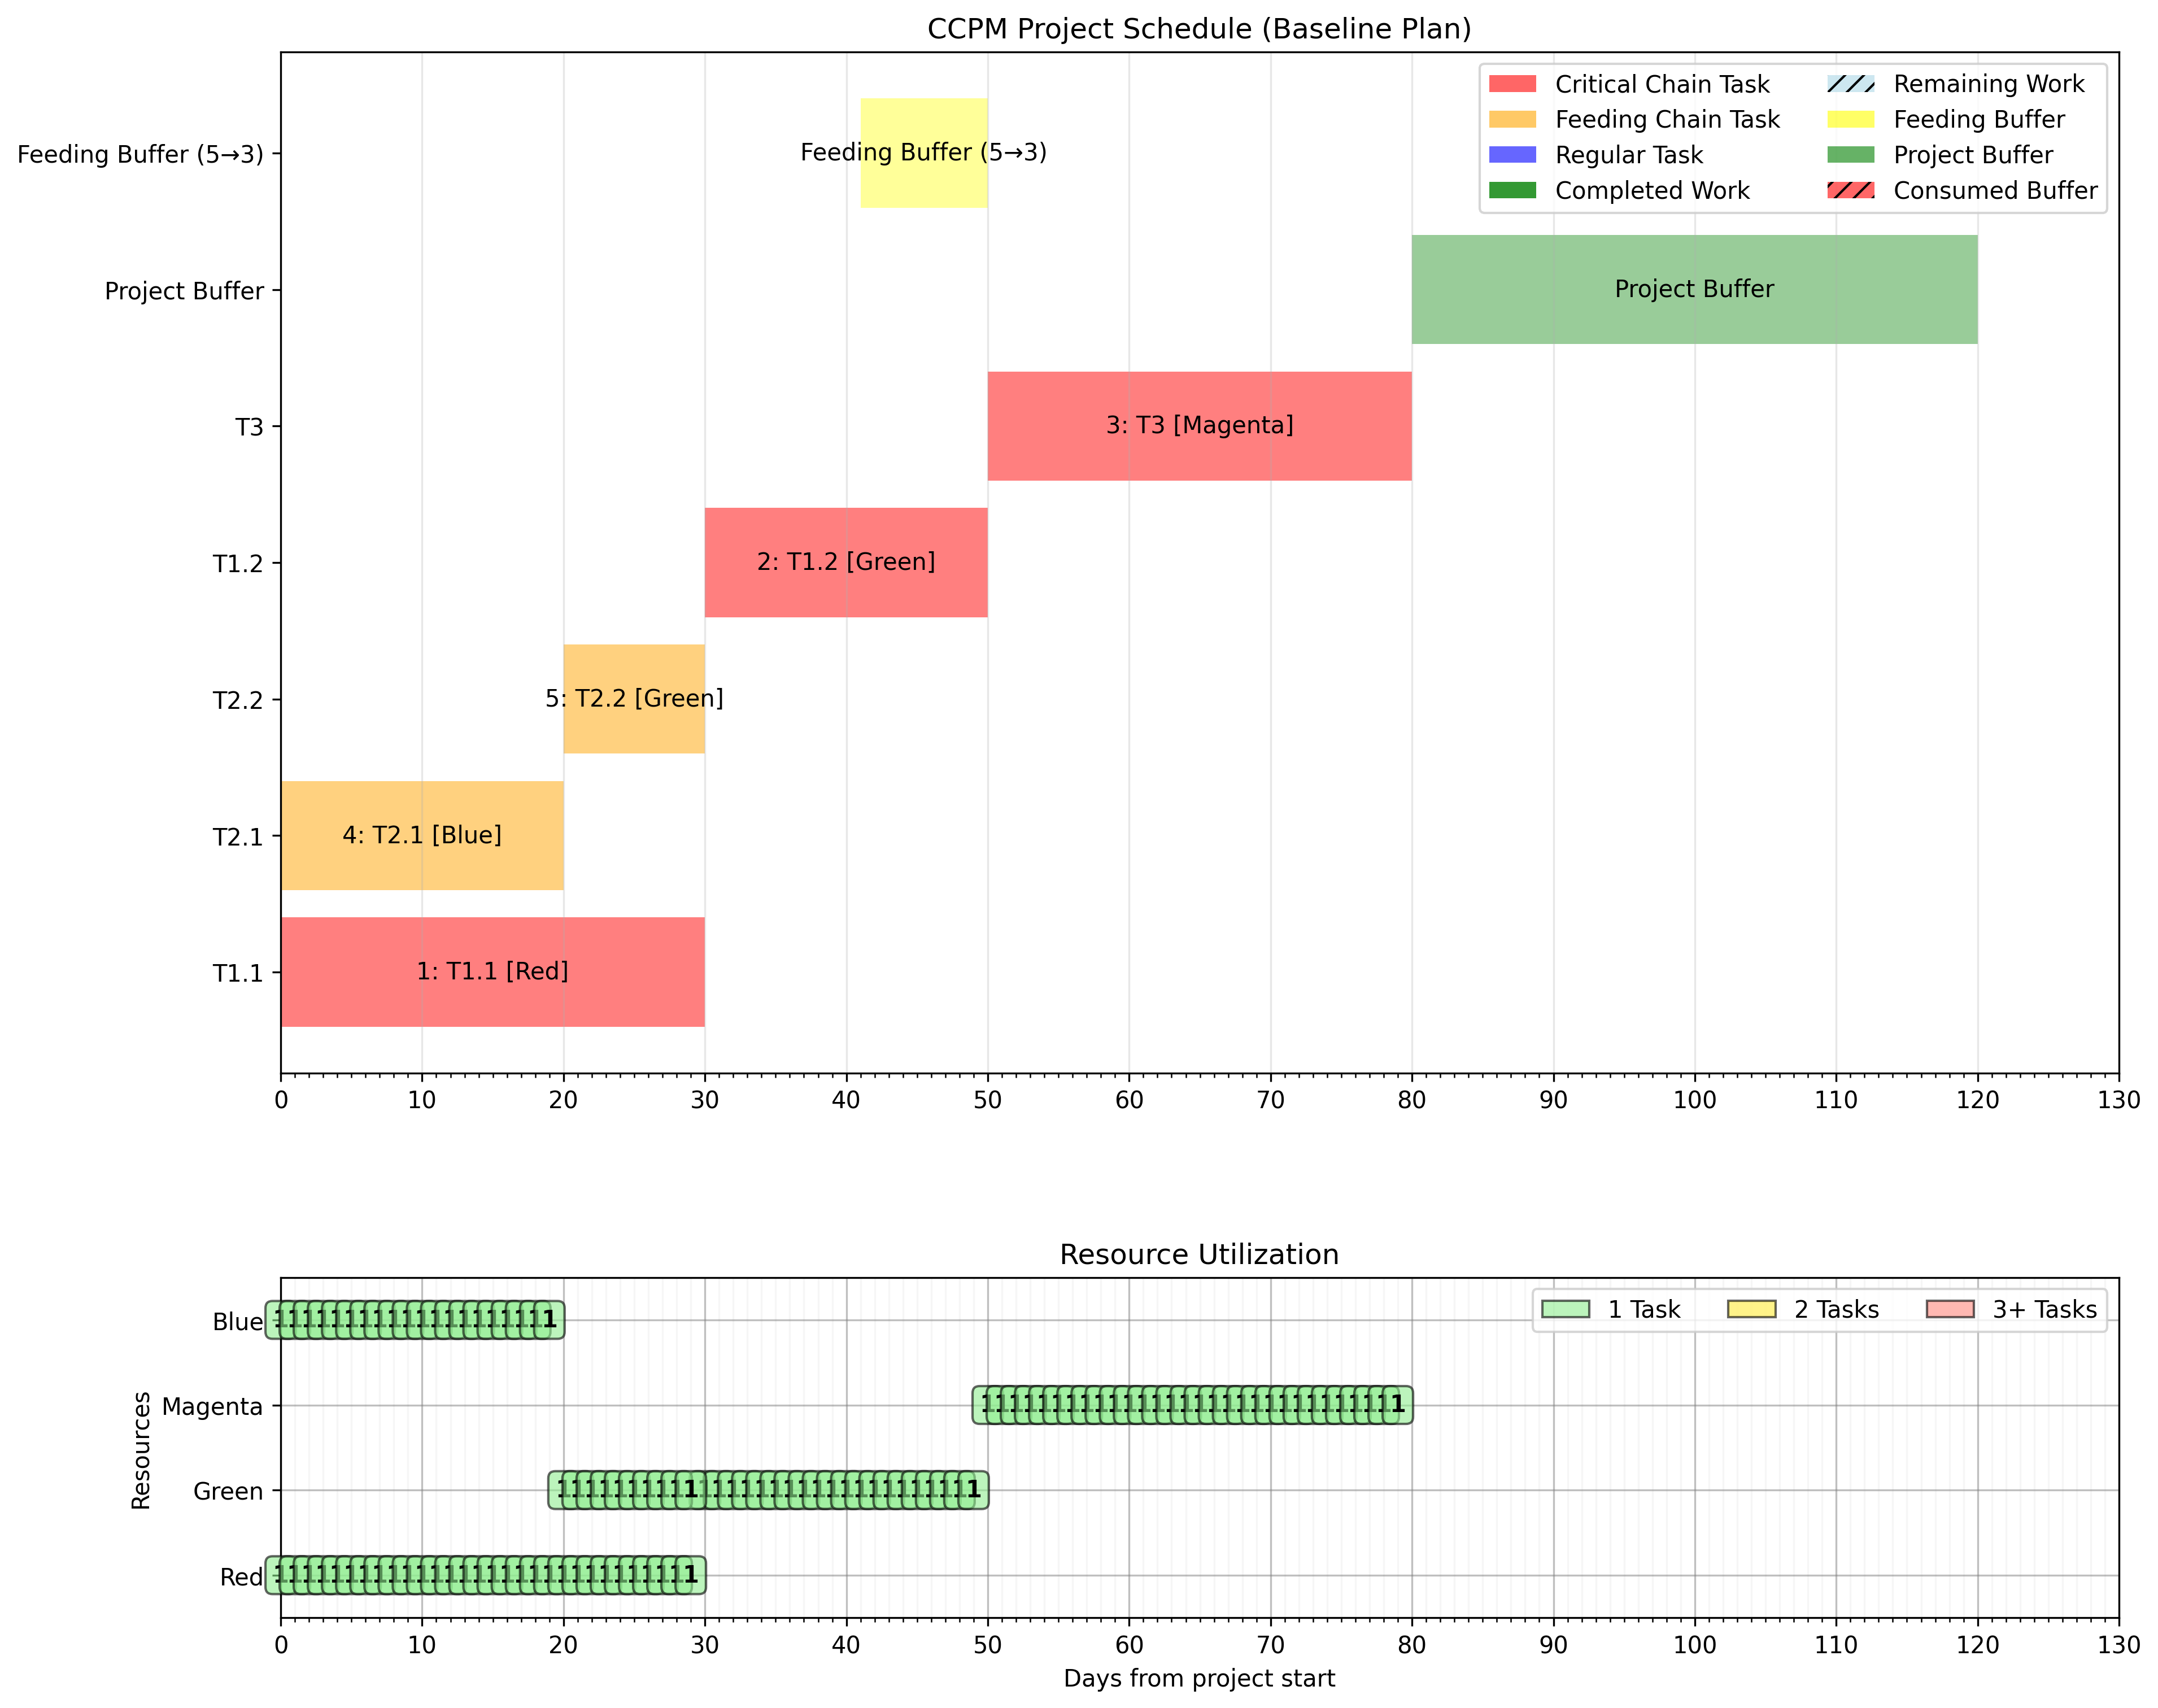 CCPM Project Schedule (Baseline Plan)
Critical Chain Task
Feeding Chain Task
Regular Task
Completed Work
Remaining Work
Feeding Buffer
Project Buffer
Consumed Buffer
Feeding Buffer (5→3)
Feeding Buffer (5→3)
Project Buffer
Project Buffer
T3
3: T3 [Magenta]
T1.2
2: T1.2 [Green]
T2.2
5: T2.2 [Green]
T2.1
4: T2.1 [Blue]
T1.1
1: T1.1 [Red]
0 10 20 30 40 50 60 70 80 90 100 110 120 130
Resource Utilization
1 Task 2 Tasks 3+ Tasks
Resources
Blue
Magenta
Green
Red
0 10 20 30 40 50 60 70 80 90 100 110 120 130
Days from project start